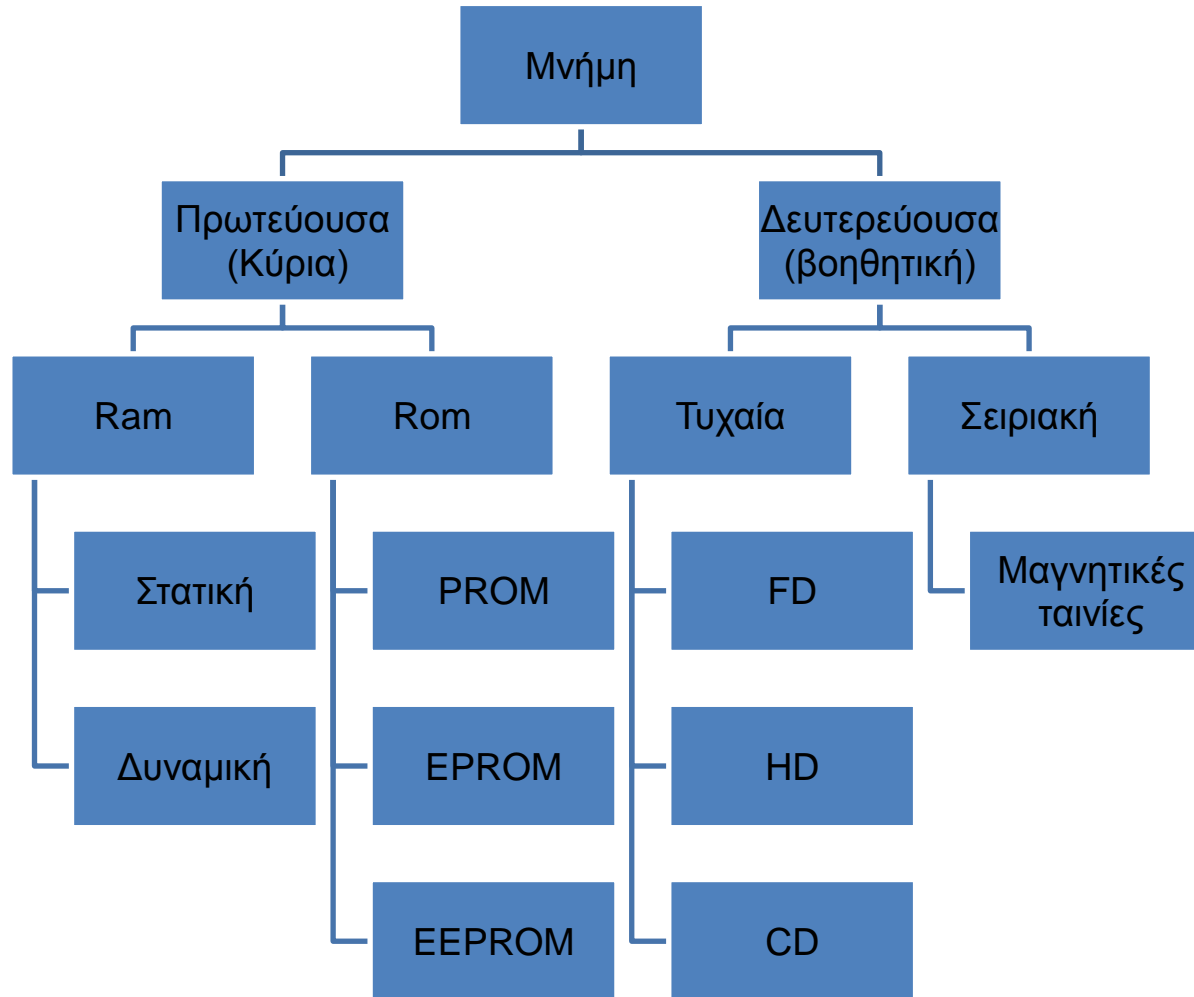 Μνήμη
Πρωτεύουσα
(Κύρια)
Δευτερεύουσα
(βοηθητική)
Ram
Rom
Τυχαία
Σειριακή
Στατική
PROM
FD
Μαγνητικές
ταινίες
Δυναμική
EPROM
HD
EEPROM
CD